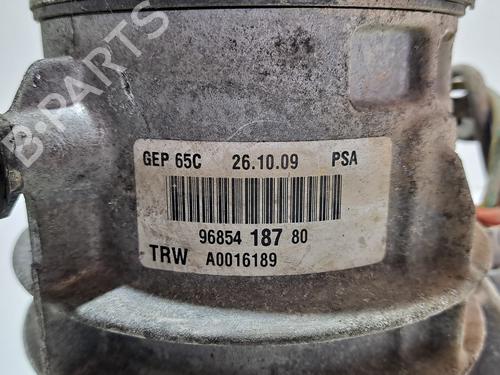 B-PARTS
GEP 65C 26.10.09 PSA
96854 187 80
TRW A0016189